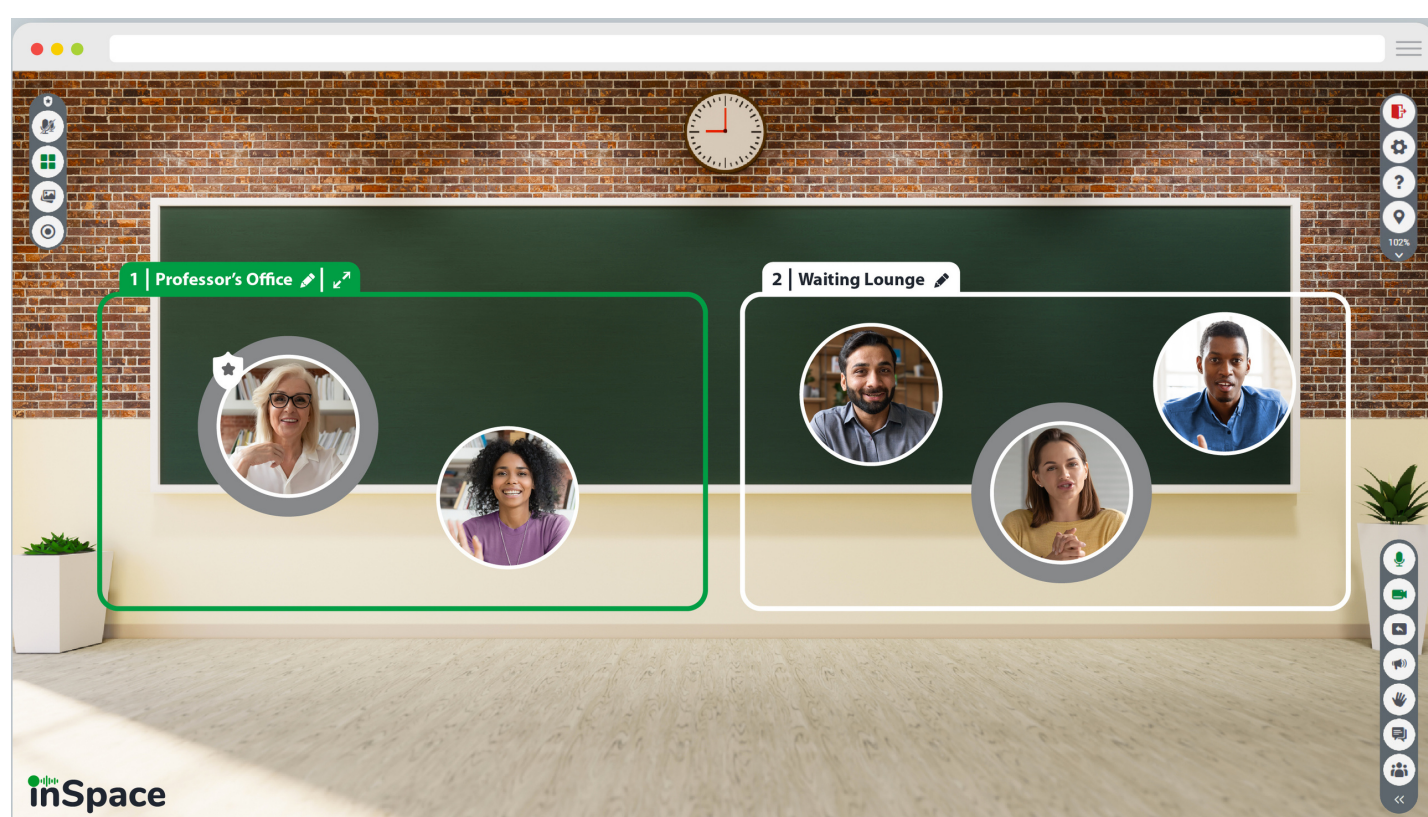 1 | Professor's Office
2 | Waiting Lounge
?
102%
inSpace